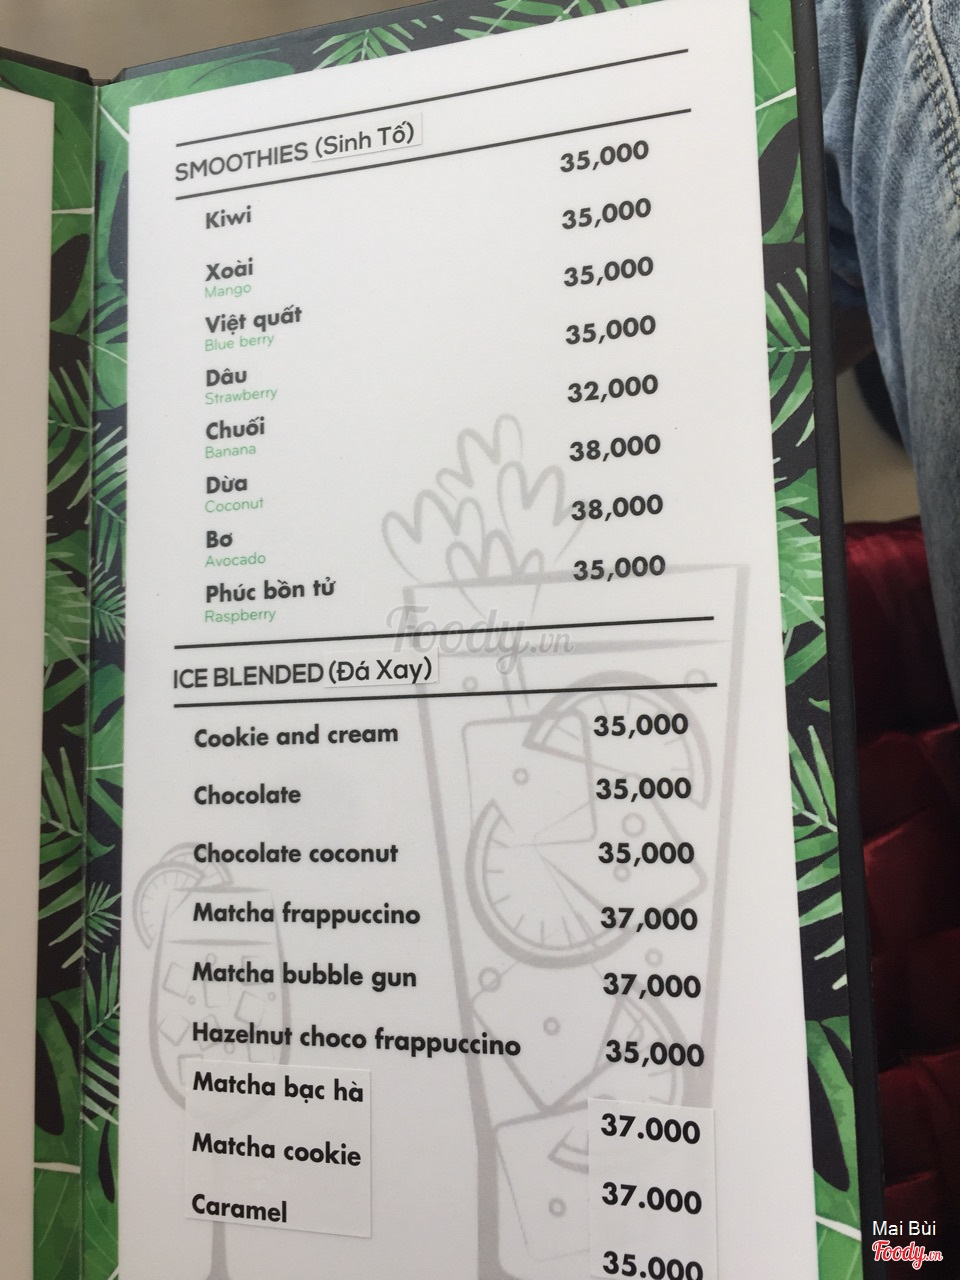 SMOOTHIES (Sinh Tố)
Kiwi 35,000
Xoài 35,000
Mango
Việt quất 35,000
Blue berry
Dâu 35,000
Strawberry
Chuối 32,000
Banana
Dừa 38,000
Coconut
Bơ 38,000
Avocado
Phúc bồn tử 35,000
Raspberry
Foody.vn
ICE BLENDED (Đá Xay)
Cookie and cream 35,000
Chocolate 35,000
Chocolate coconut 35,000
Matcha frappuccino 37,000
Matcha bubble gun 37,000
Hazelnut choco frappuccino 35,000
Matcha bạc hà 37.000
Matcha cookie 37.000
Caramel 35.000
Mai Bùi
Foody.vn